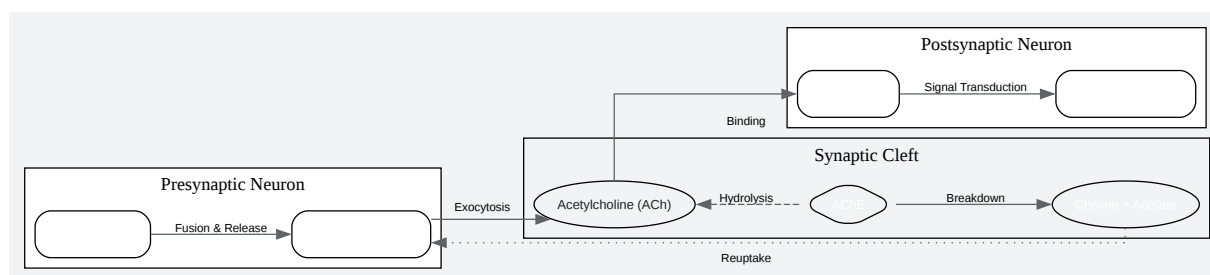 Postsynaptic Neuron
Signal Transduction
Binding
Synaptic Cleft
Presynaptic Neuron
Acetylcholine (ACh)
Hydrolysis
AChE
Breakdown
Choline + Acetate
Exocytosis
Fusion & Release
Reuptake